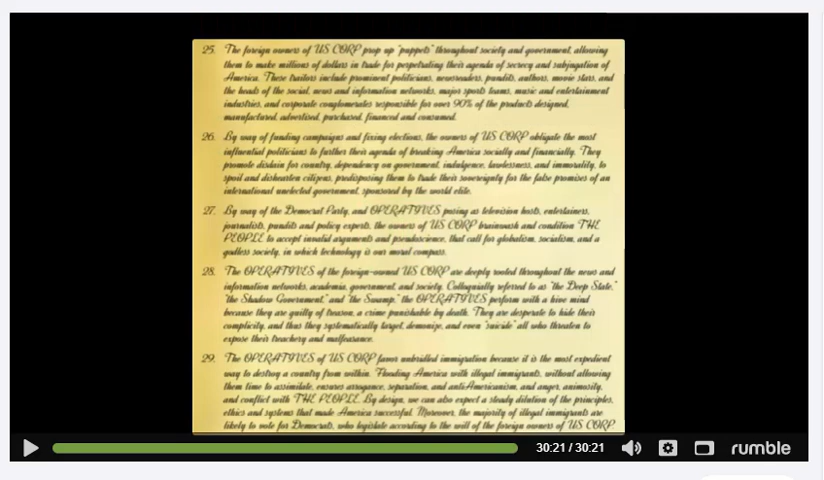 25. The foreign owners of US CORP prop up "puppets" throughout society and government, allowing
them to make millions of dollars in trade for perpetrating their agenda of secrecy and subjugation of
America. These traitors include prominent politicians, newsreaders, pundits, authors, movie stars, and
the heads of the social, news and information networks, major sports teams, music and entertainment
industries, and corporate conglomerates responsible for over 90% of the products designed,
manufactured, advertised, purchased, financed and consumed.
26. By way of funding campaigns and fixing elections, the owners of US CORP obligate the most
influential politicians to further their agenda of breaking America socially and financially. They
promote disdain for country, dependency on government, indulgence, lawlessness, and immorality, to
spoil and dishearten citizens, predisposing them to trade their sovereignty for the false promises of an
international unelected government, sponsored by the world elite.
27. By way of the Democrat Party, and OPERATIVES posing as television hosts, entertainers,
journalists, pundits and policy experts, the owners of US CORP brainwash and condition THE
PEOPLE to accept invalid arguments and pseudoscience, that call for globalism, socialism, and a
godless society, in which technology is our moral compass.
28. The OPERATIVES of the foreign-owned US CORP are deeply rooted throughout the news and
information networks, academia, government, and society. Colloquially referred to as "the Deep State,"
"the Shadow Government," and "the Swamp," the OPERATIVES perform with a hive mind
because they are guilty of treason, a crime punishable by death. They are desperate to hide their
complicity, and thus they systematically target, demonize, and even "suicide" all who threaten to
expose their treachery and malfeasance.
29. The OPERATIVES of US CORP favor unbridled immigration because it is the most expedient
way to destroy a country from within. Flooding America with illegal immigrants, without allowing
them time to assimilate, ensures arrogance, separation, and antiAmericanism, and anger, animosity,
and conflict with THE PEOPLE. By design, we can also expect a steady dilution of the principles,
ethics and systems that made America successful. Moreover, the majority of illegal immigrants are
likely to vote for Democrats, who legislate according to the will of the foreign owners of US CORP.
30:21 / 30:21
rumble